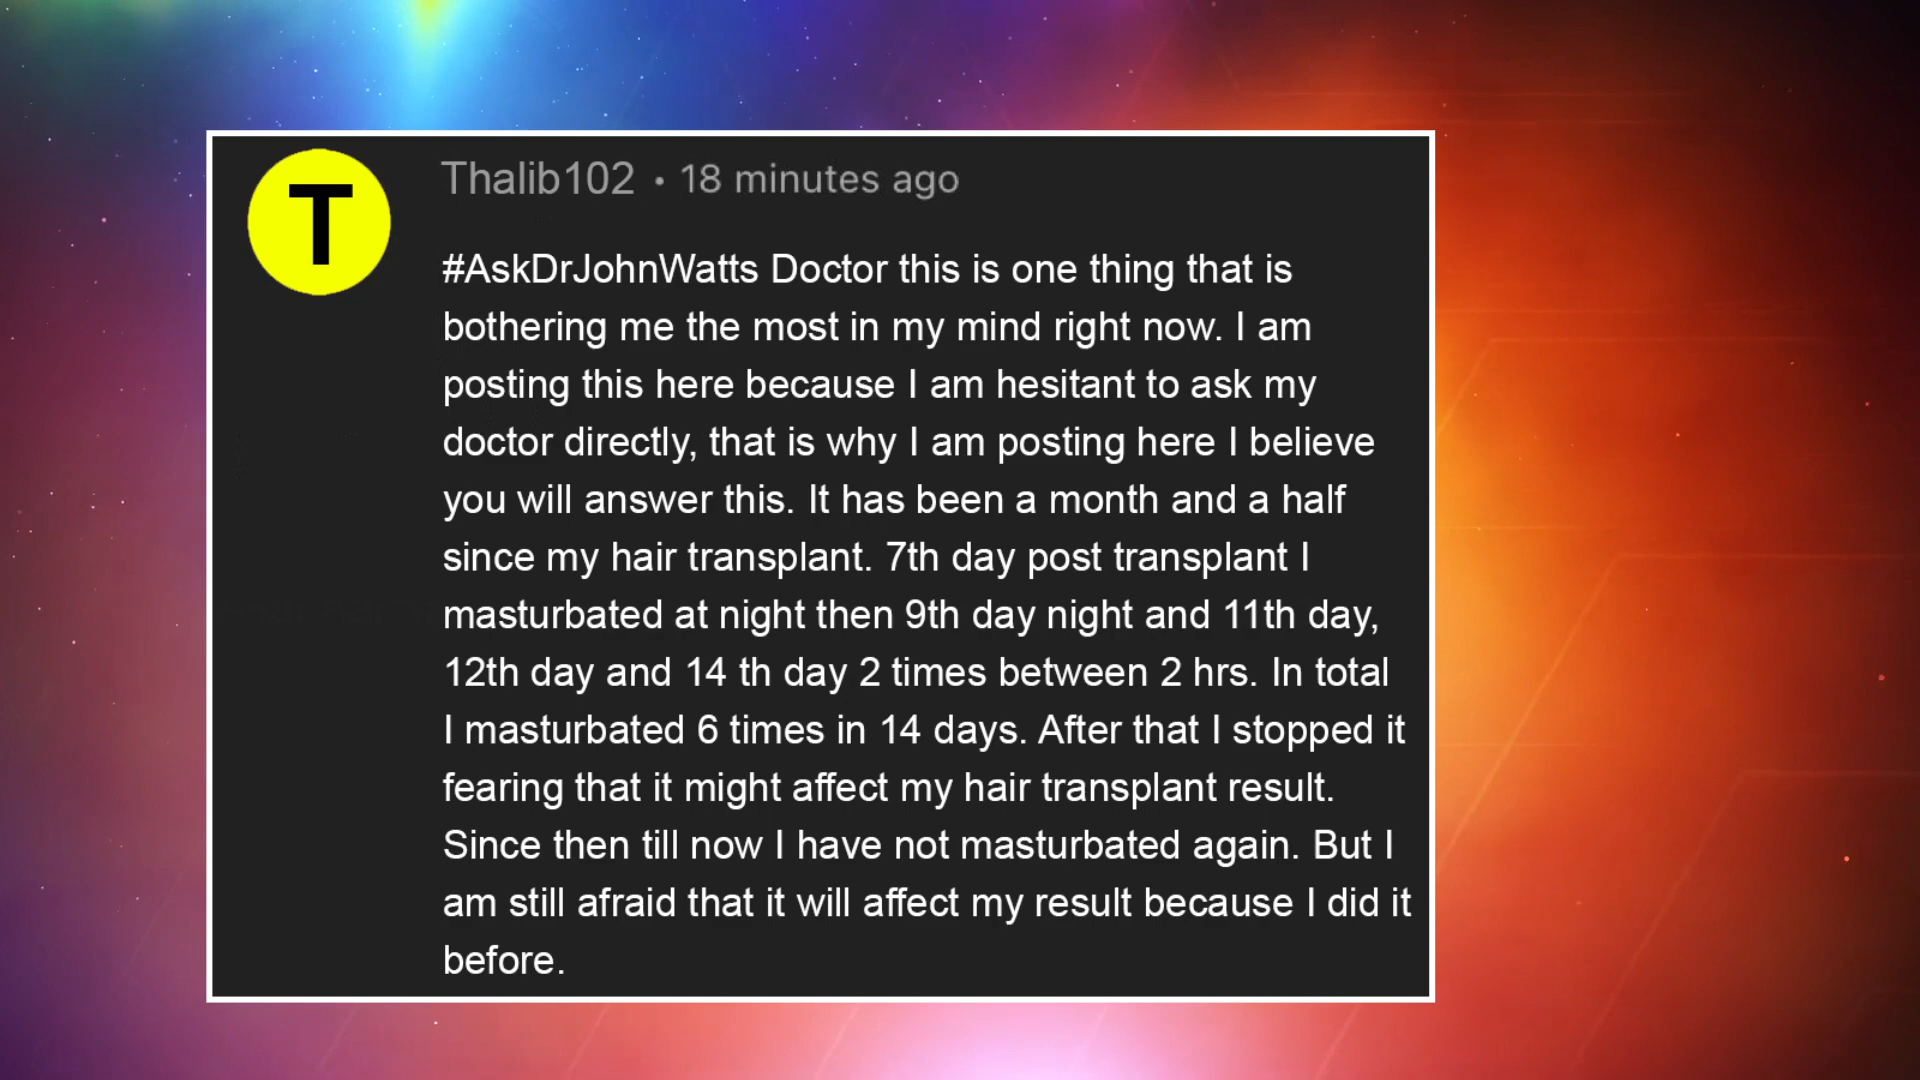 T
Thalib102 • 18 minutes ago
#AskDrJohnWatts Doctor this is one thing that is
bothering me the most in my mind right now. I am
posting this here because I am hesitant to ask my
doctor directly, that is why I am posting here I believe
you will answer this. It has been a month and a half
since my hair transplant. 7th day post transplant I
masturbated at night then 9th day night and 11th day,
12th day and 14 th day 2 times between 2 hrs. In total
I masturbated 6 times in 14 days. After that I stopped it
fearing that it might affect my hair transplant result.
Since then till now I have not masturbated again. But I
am still afraid that it will affect my result because I did it
before.